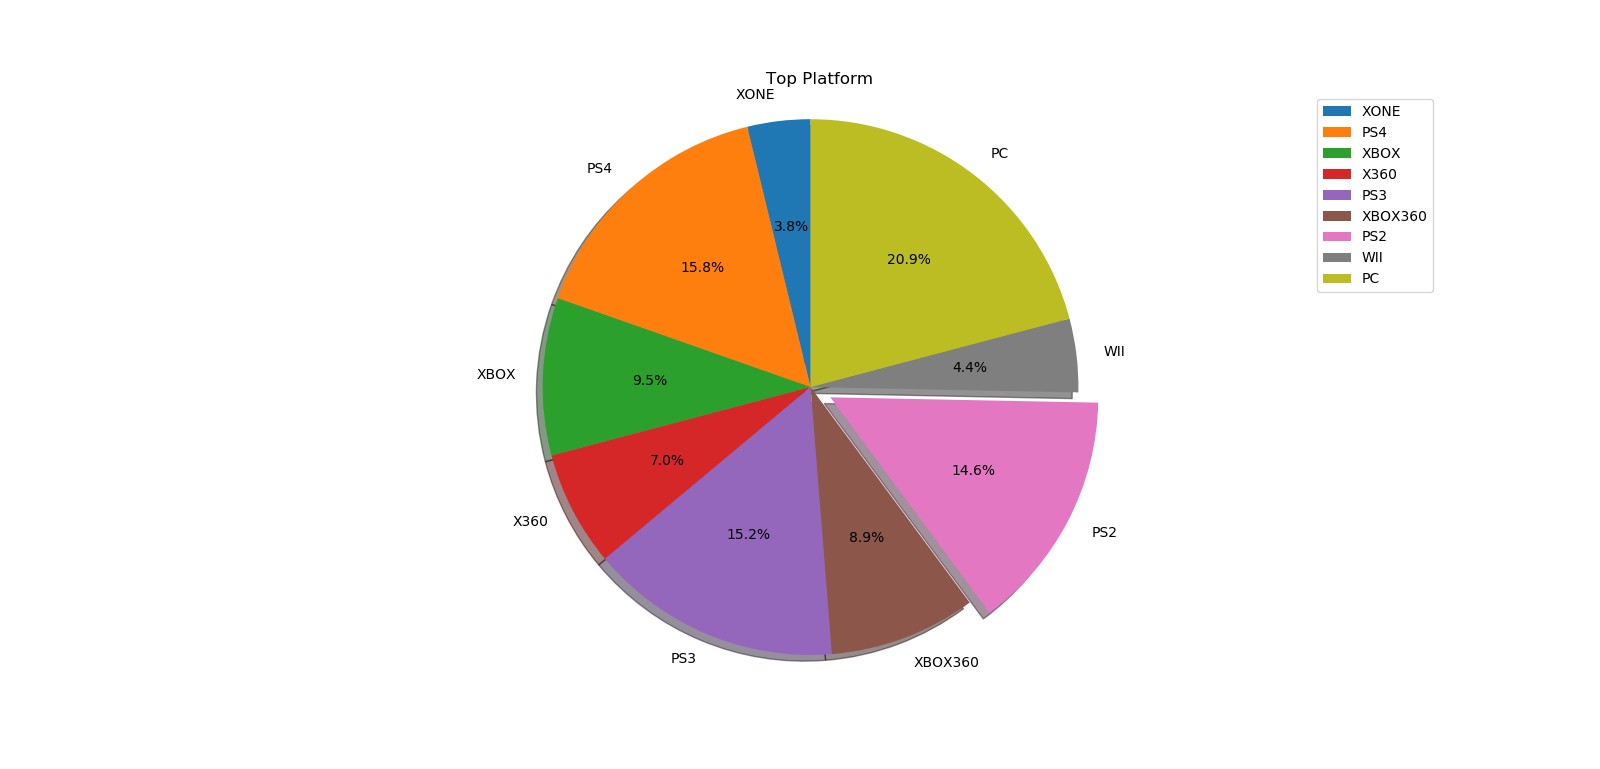 Top Platform
XONE
PS4
XBOX
X360
PS3
XBOX360
PS2
WII
PC
3.8%
15.8%
9.5%
7.0%
15.2%
8.9%
14.6%
4.4%
20.9%
XONE
PS4
XBOX
X360
PS3
XBOX360
PS2
WII
PC